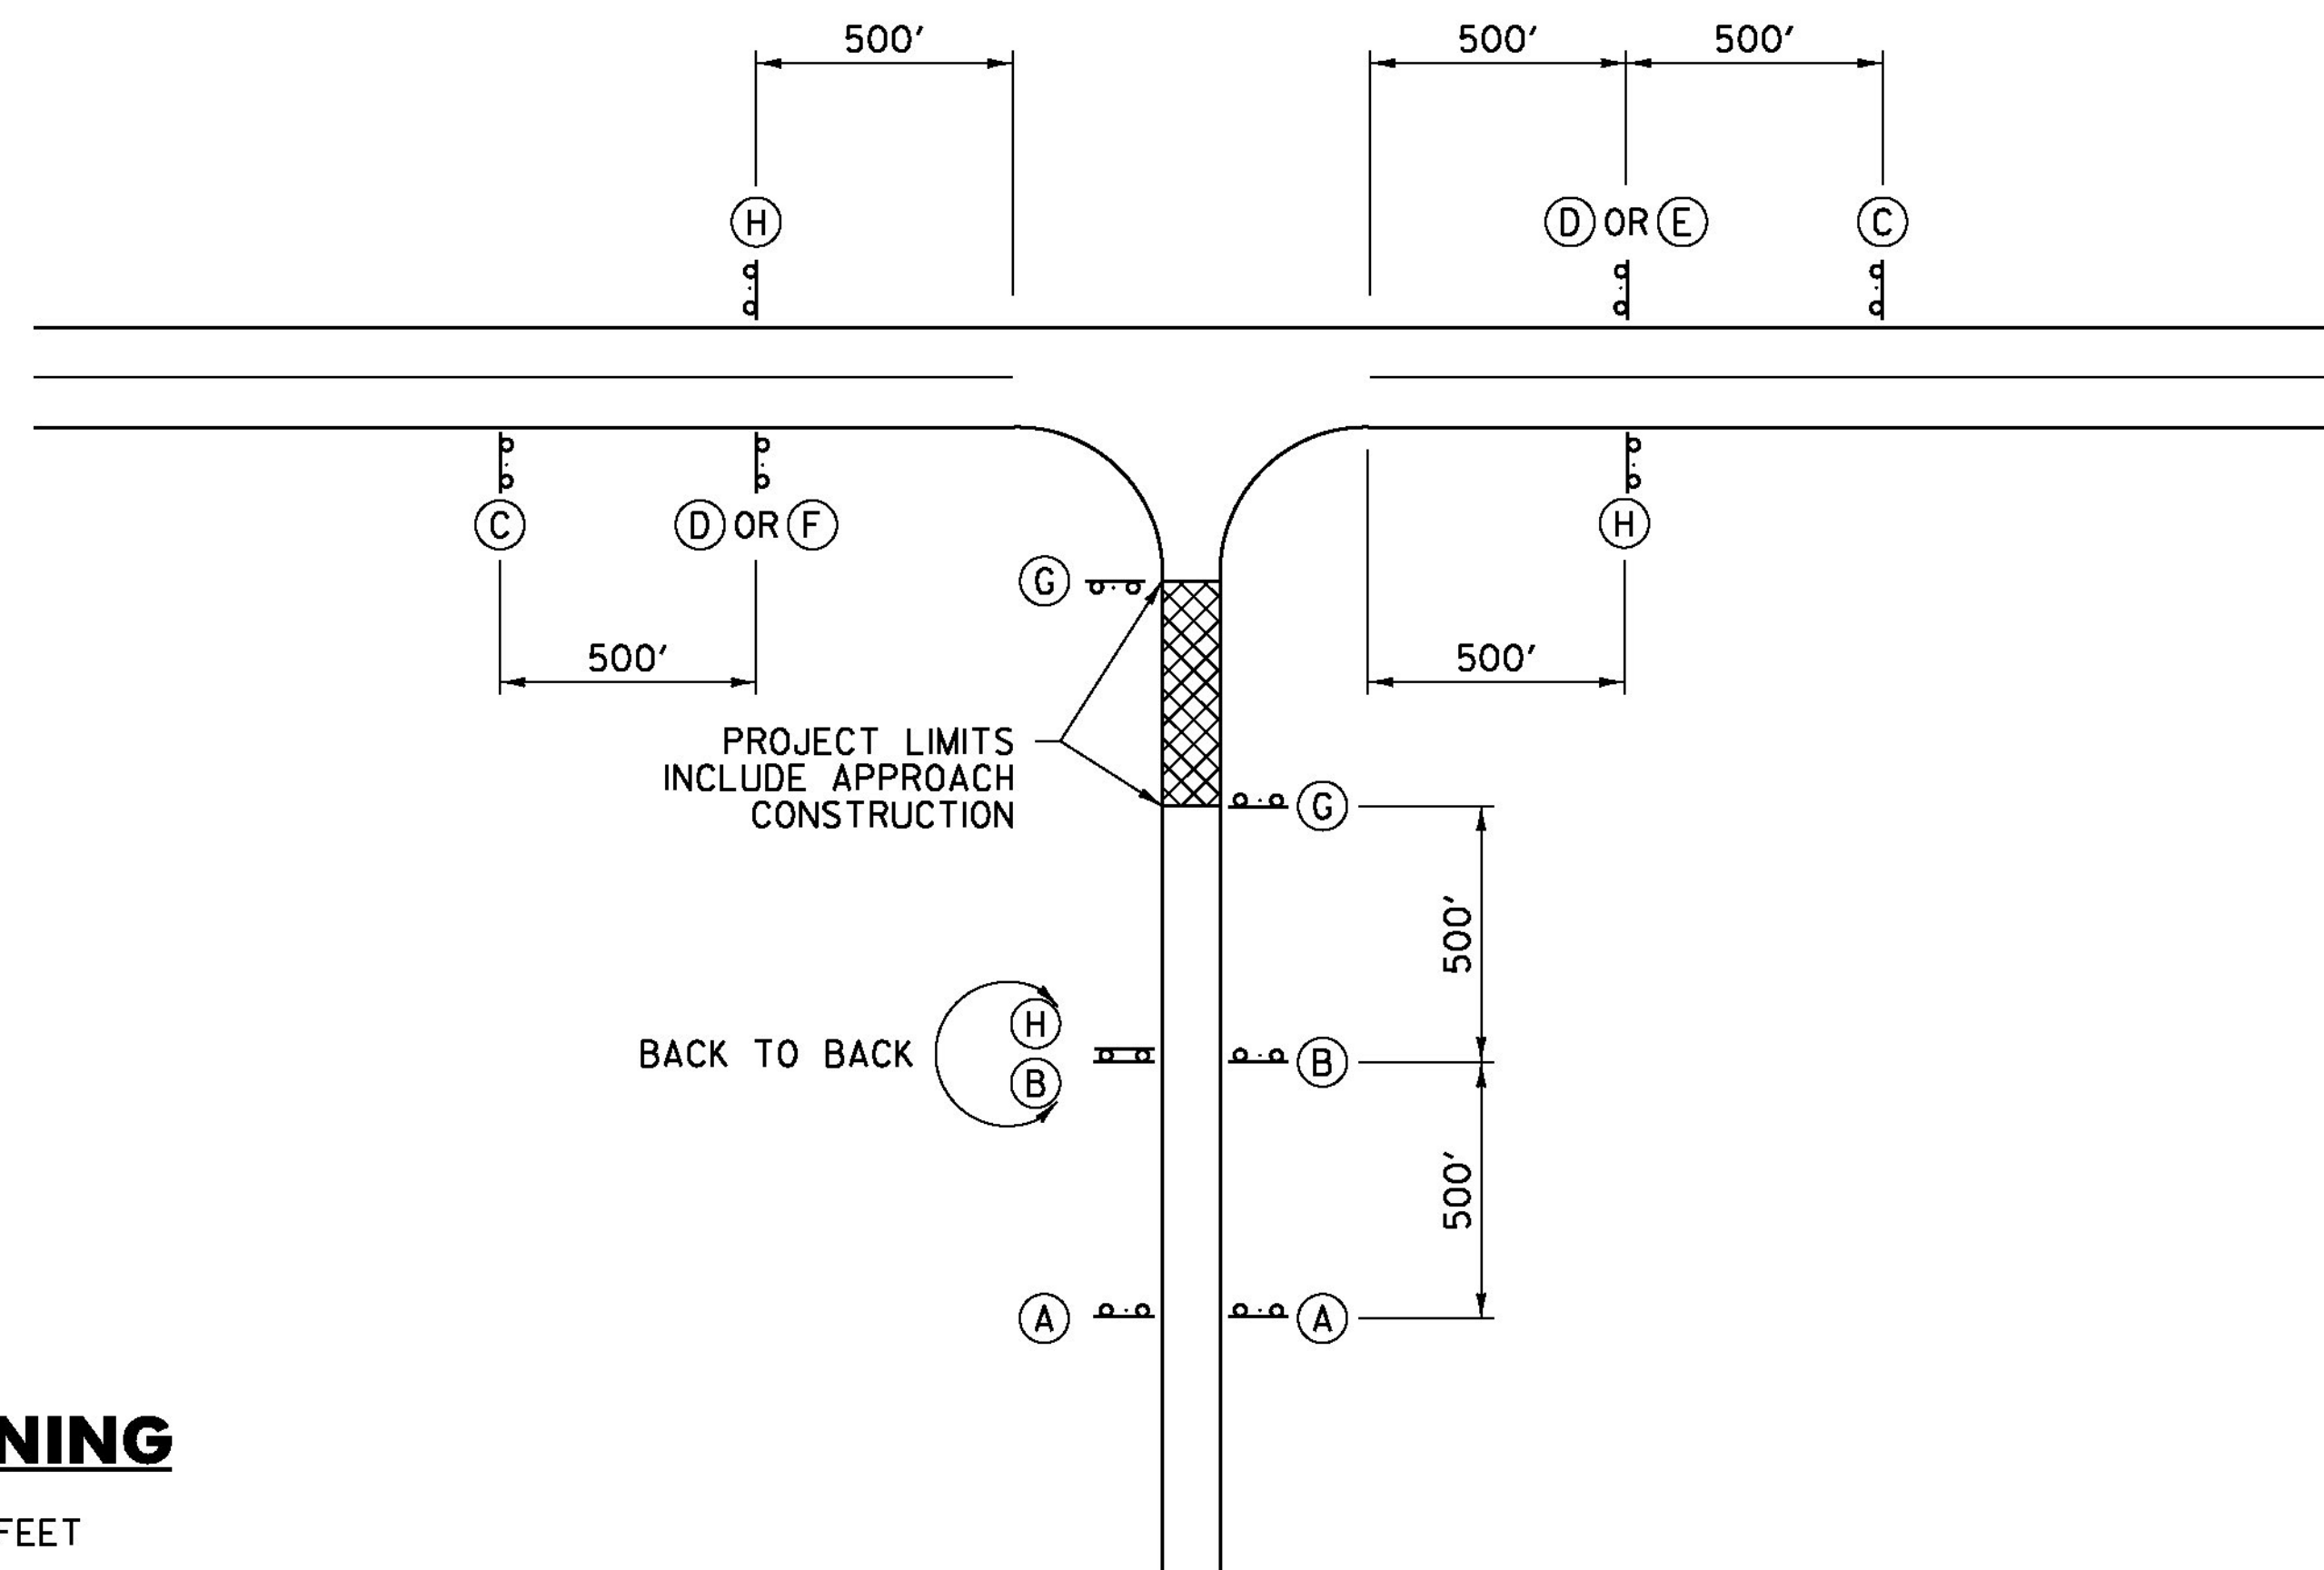 500' 500' 500'
H D OR E C
C D OR F H
G
500' 500'
PROJECT LIMITS
INCLUDE APPROACH
CONSTRUCTION
G
500'
H
BACK TO BACK
B
B
500'
A A
NING
FEET